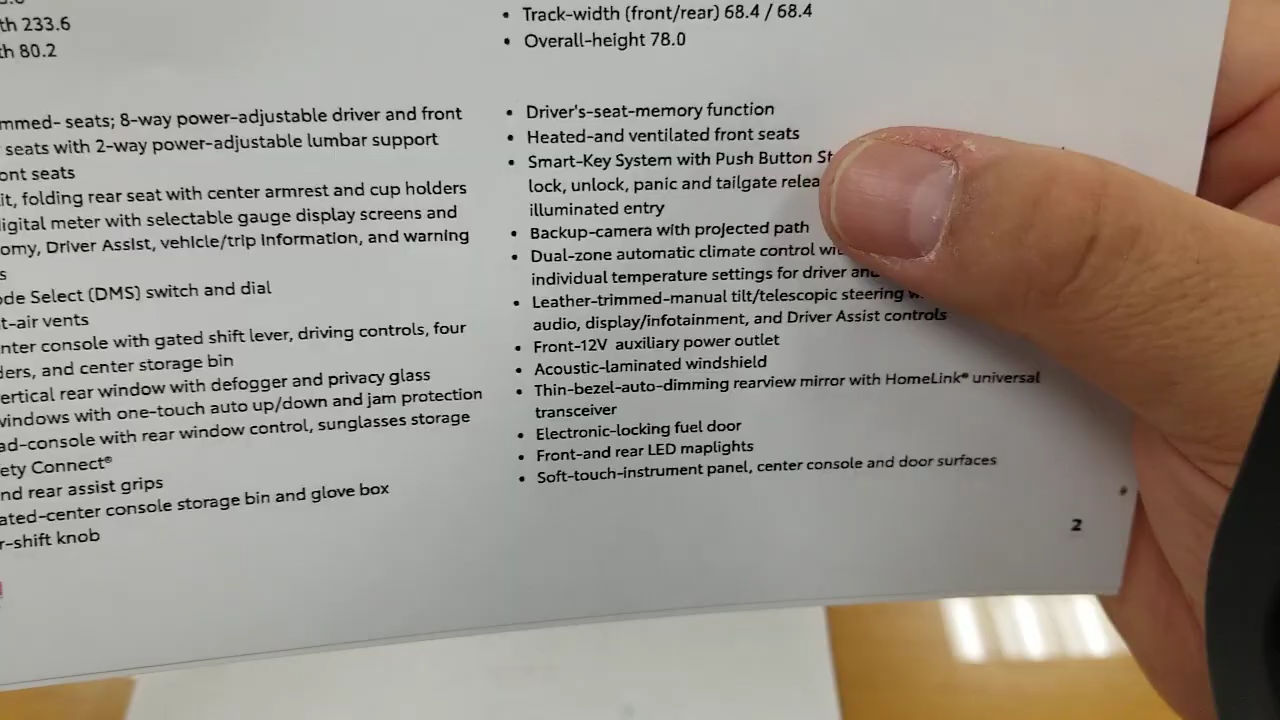 th 233.6
th 80.2
mmed- seats; 8-way power-adjustable driver and front
seats with 2-way power-adjustable lumbar support
ont seats
it, folding rear seat with center armrest and cup holders
igital meter with selectable gauge display screens and
omy, Driver Assist, vehicle/trip information, and warning
s
ode Select (DMS) switch and dial
t-air vents
nter console with gated shift lever, driving controls, four
ders, and center storage bin
ertical rear window with defogger and privacy glass
windows with one-touch auto up/down and jam protection
ad-console with rear window control, sunglasses storage
ety Connect®
nd rear assist grips
ated-center console storage bin and glove box
r-shift knob
• Track-width (front/rear) 68.4 / 68.4
• Overall-height 78.0
• Driver's-seat-memory function
• Heated-and ventilated front seats
• Smart-Key System with Push Button St
lock, unlock, panic and tailgate relea
illuminated entry
• Backup-camera with projected path
• Dual-zone automatic climate control wi
individual temperature settings for driver and
• Leather-trimmed-manual tilt/telescopic steering w
audio, display/infotainment, and Driver Assist controls
• Front-12V auxiliary power outlet
• Acoustic-laminated windshield
• Thin-bezel-auto-dimming rearview mirror with HomeLink® universal
transceiver
• Electronic-locking fuel door
• Front-and rear LED maplights
• Soft-touch-instrument panel, center console and door surfaces
2